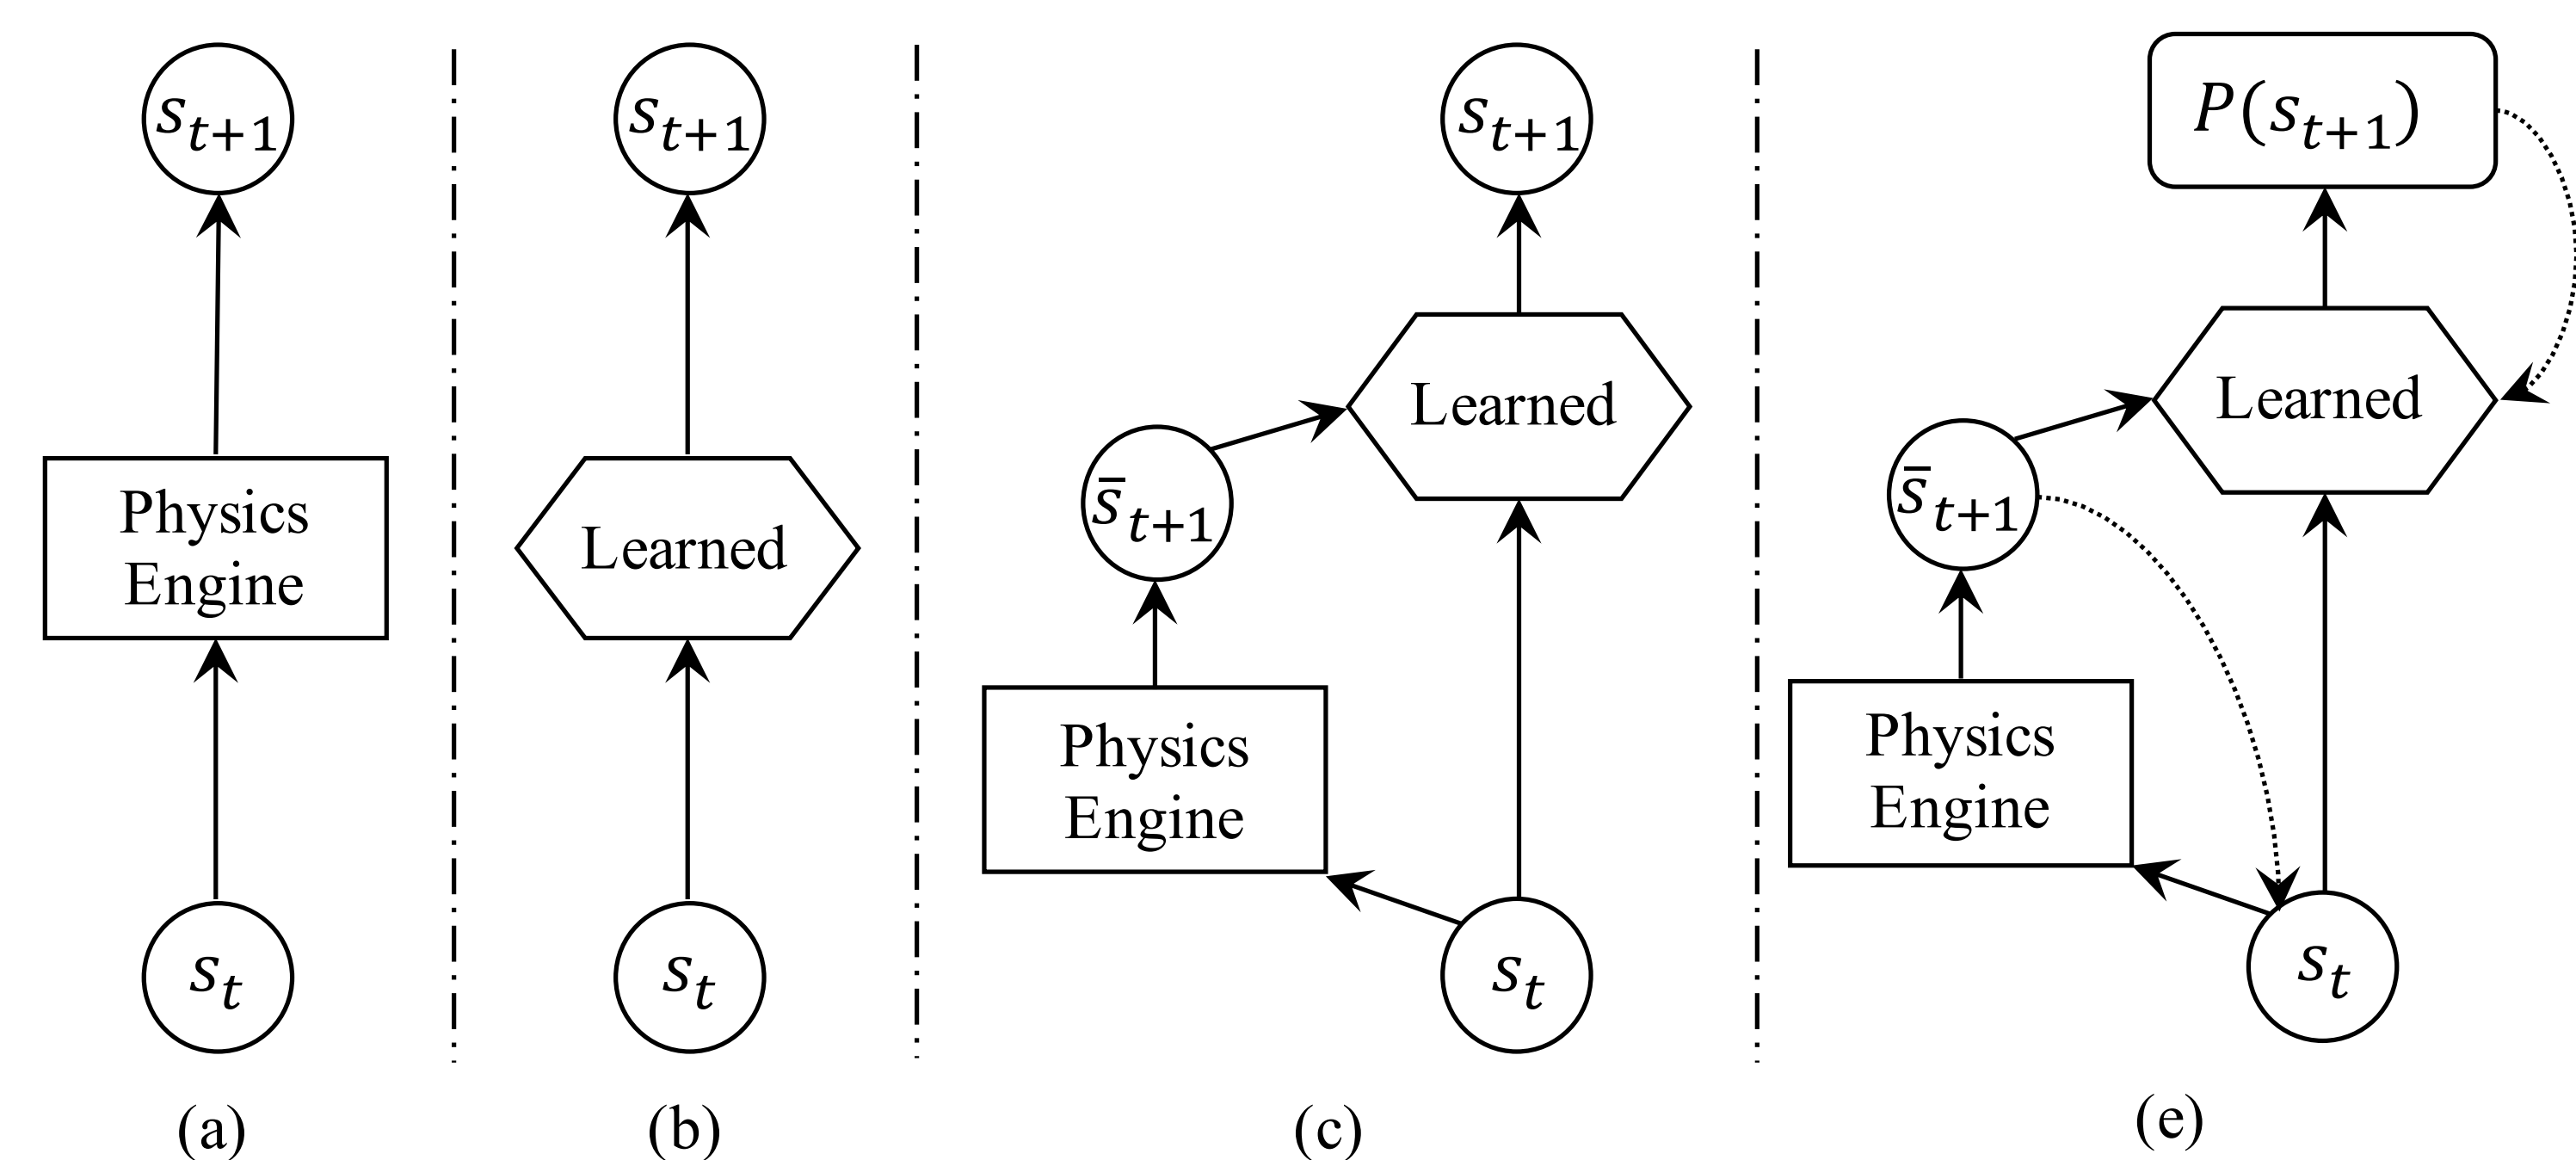 s_{t+1}
Physics
Engine
s_t
(a)
s_{t+1}
Learned
s_t
(b)
s_{t+1}
Learned
s̄_{t+1}
Physics
Engine
s_t
(c)
P(s_{t+1})
Learned
s̄_{t+1}
Physics
Engine
s_t
(e)